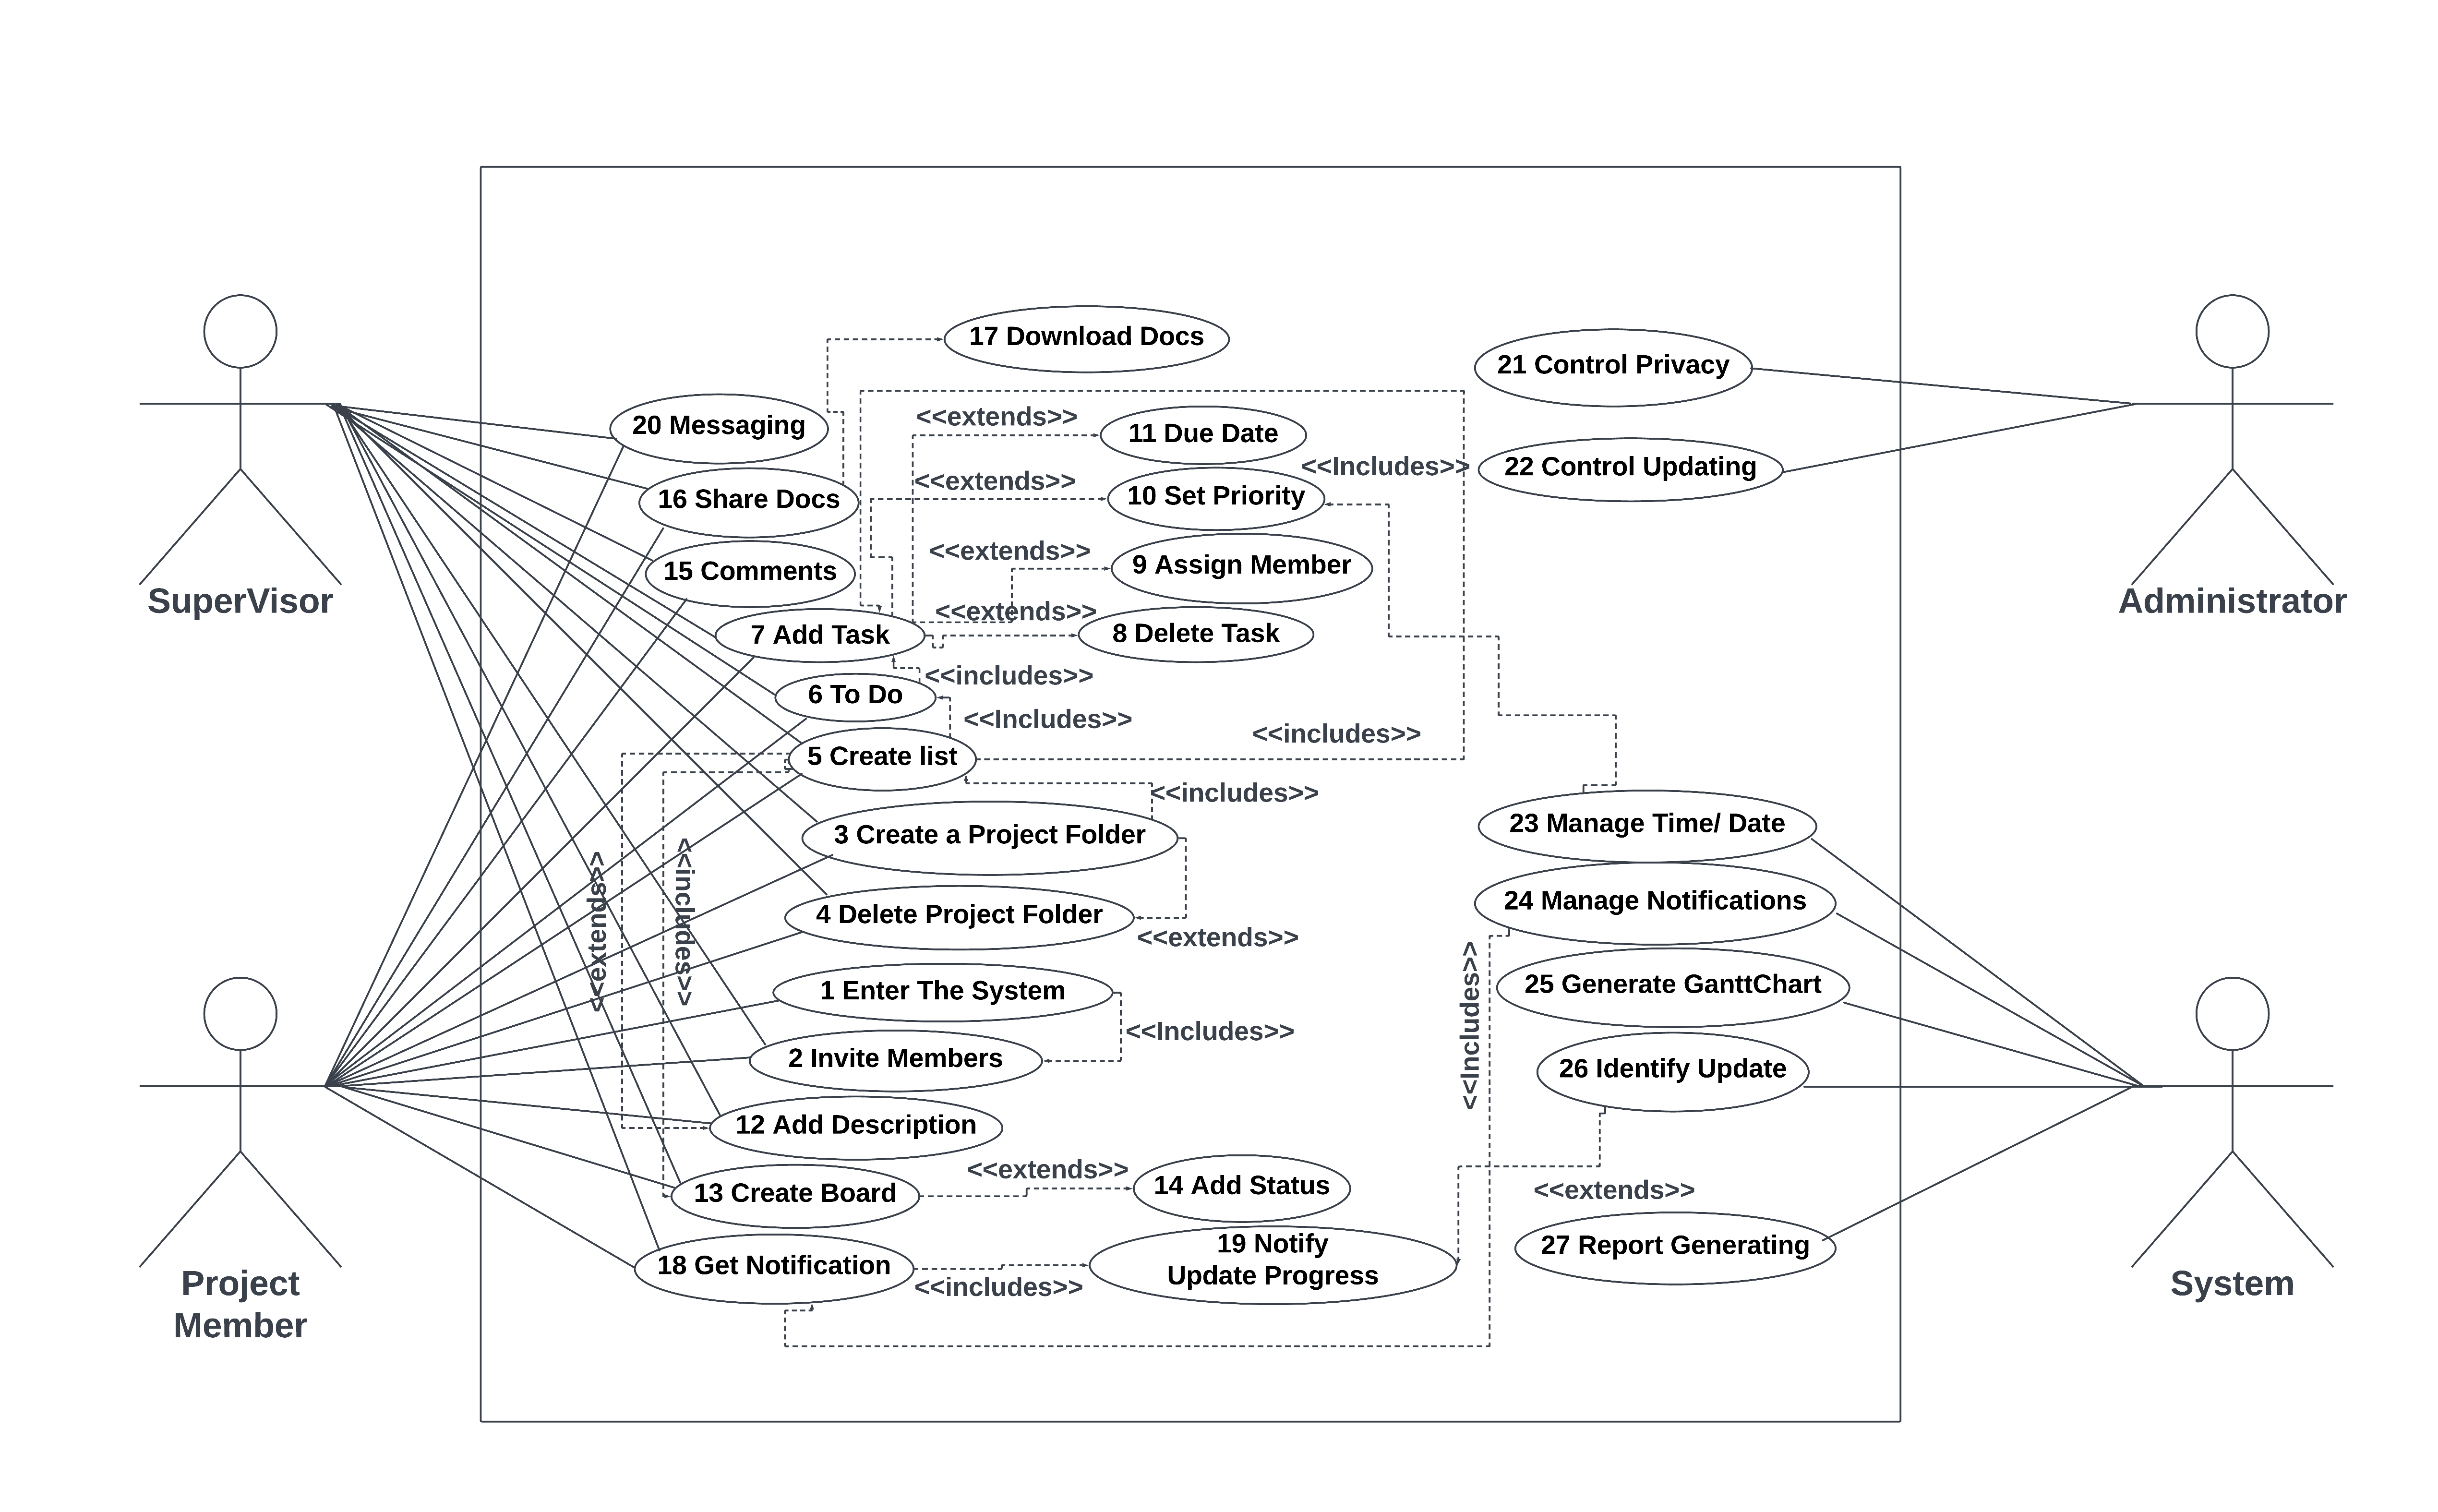 17 Download Docs
21 Control Privacy
20 Messaging
<<extends>>
11 Due Date
<<Includes>>
22 Control Updating
16 Share Docs
<<extends>>
10 Set Priority
15 Comments
<<extends>>
9 Assign Member
SuperVisor
Administrator
<<extends>>
7 Add Task
8 Delete Task
<<includes>>
6 To Do
<<Includes>>
<<includes>>
5 Create list
<<includes>>
3 Create a Project Folder
23 Manage Time/ Date
<<extends>>
<<includes>>
4 Delete Project Folder
24 Manage Notifications
<<extends>>
1 Enter The System
25 Generate GanttChart
<<Includes>>
<<Includes>>
2 Invite Members
26 Identify Update
12 Add Description
<<extends>>
13 Create Board
14 Add Status
<<extends>>
18 Get Notification
19 Notify
Update Progress
27 Report Generating
<<includes>>
Project
Member
System